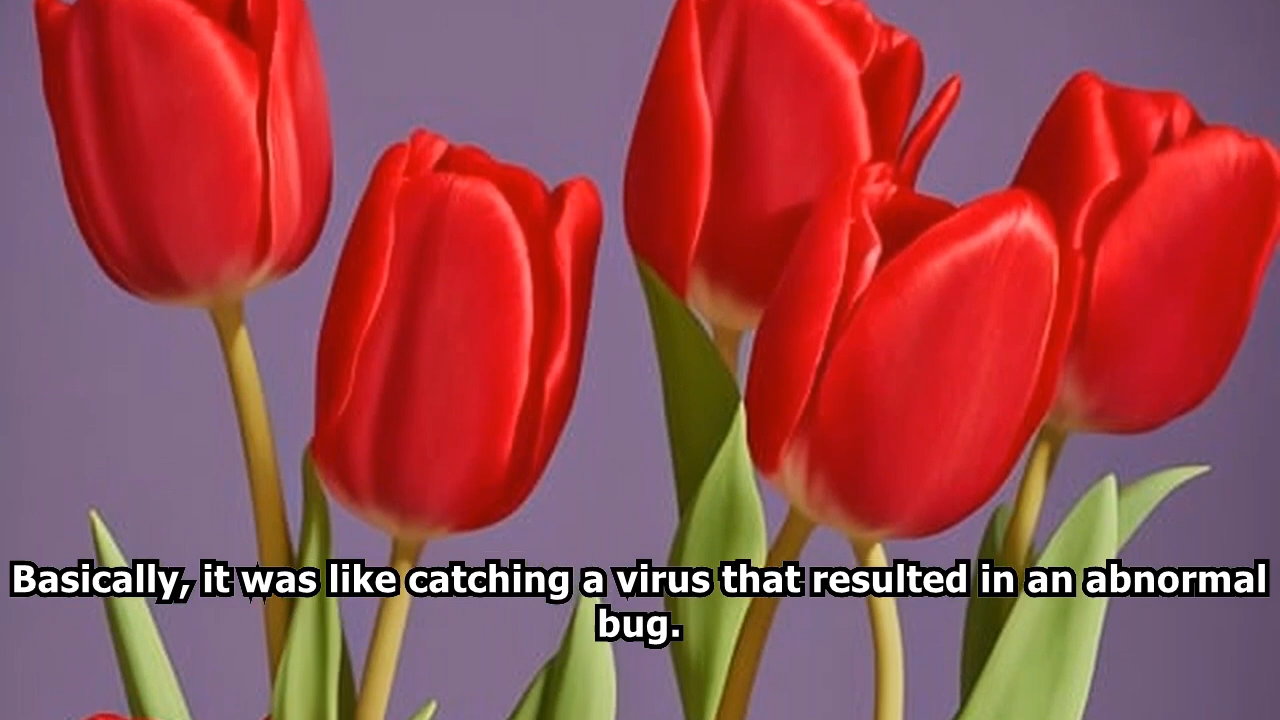 Basically, it was like catching a virus that resulted in an abnormal
bug.